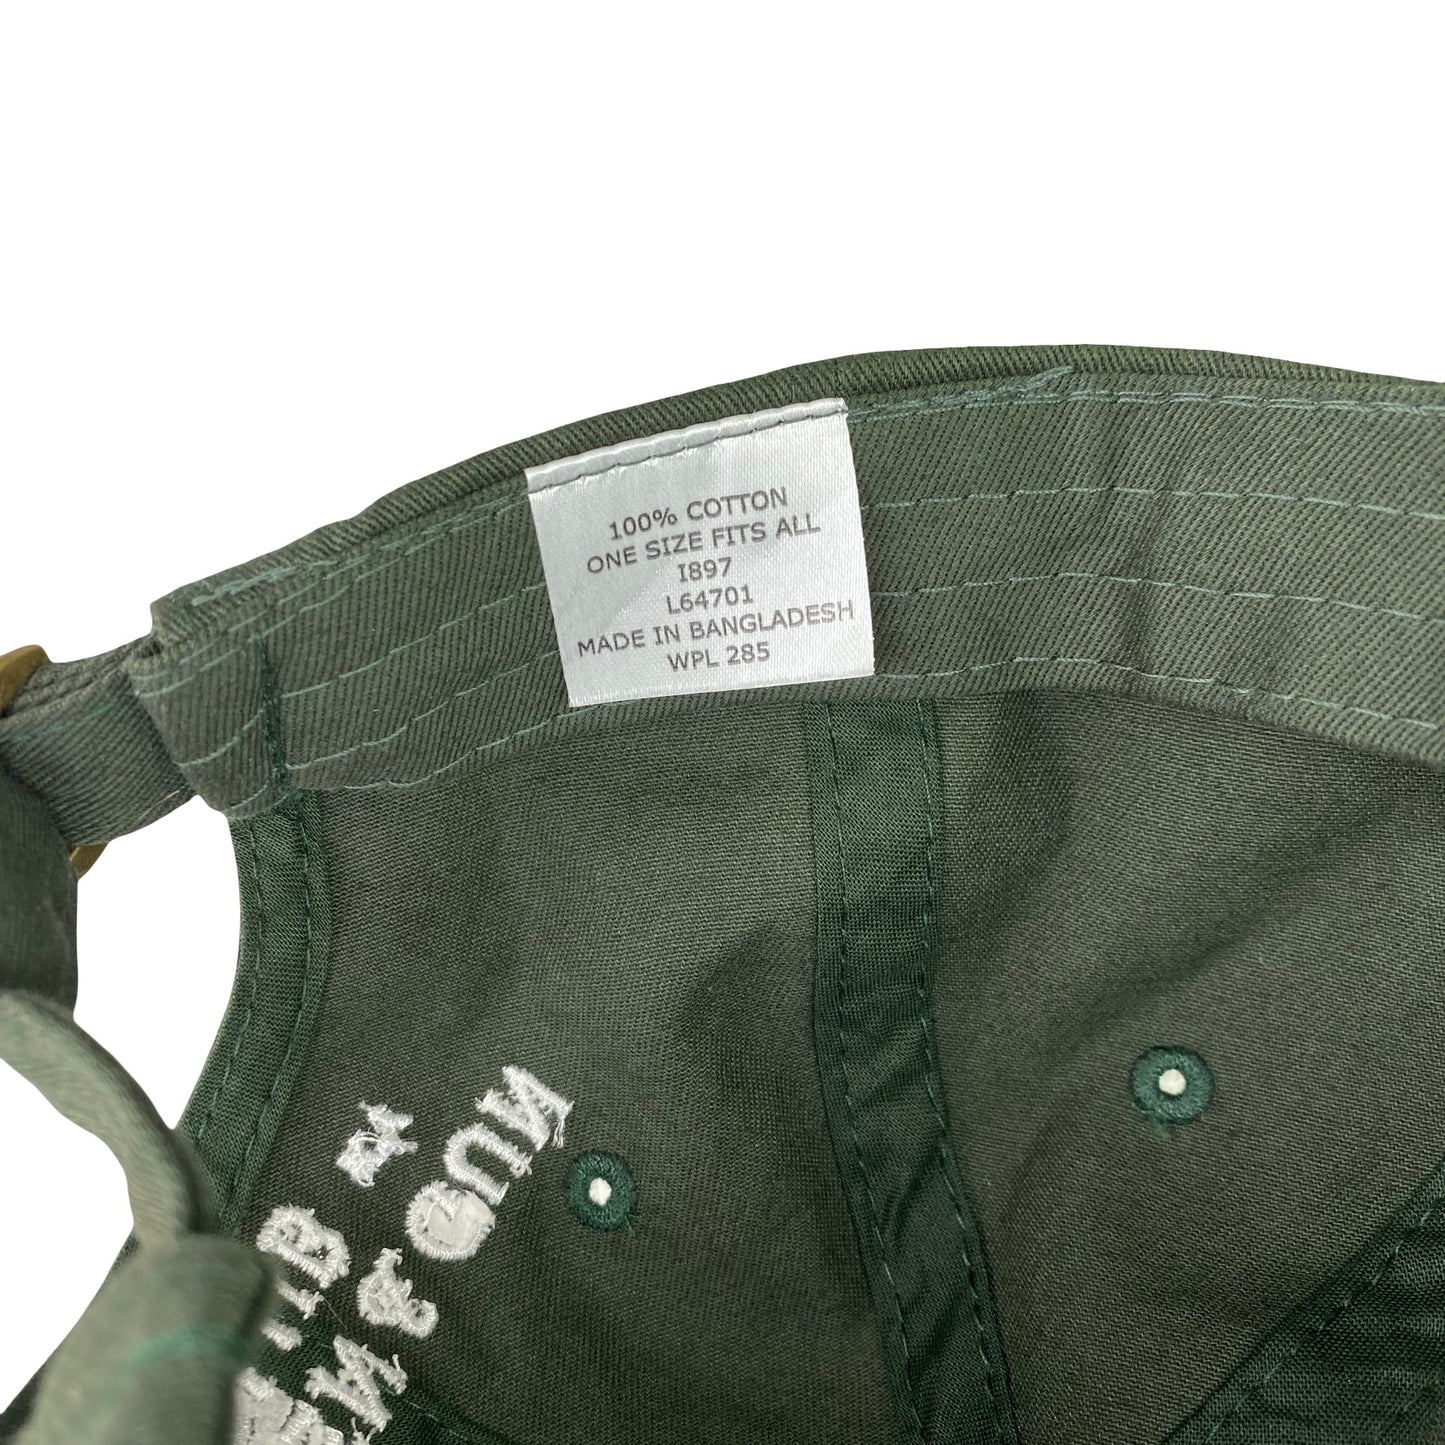 100% COTTON
ONE SIZE FITS ALL
I897
L64701
MADE IN BANGLADESH
WPL 285